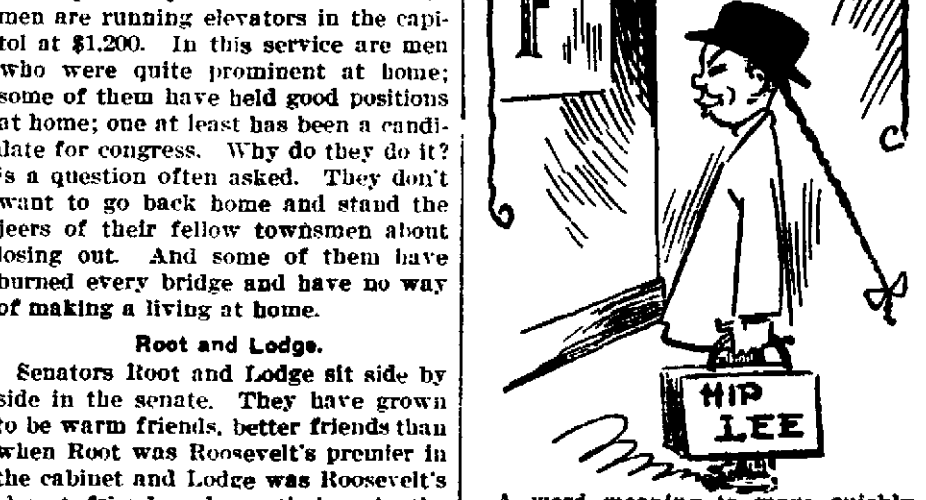 men are running elevators in the capi-
tol at $1.200. In this service are men
who were quite prominent at home;
some of them have held good positions
at home; one at least has been a candi-
date for congress. Why do they do it?
is a question often asked. They don't
want to go back home and stand the
jeers of their fellow townsmen about
losing out. And some of them have
burned every bridge and have no way
of making a living at home.
Root and Lodge.
Senators Root and Lodge sit side by
side in the senate. They have grown
to be warm friends, better friends than
when Root was Roosevelt's premier in
the cabinet and Lodge was Roosevelt's
HIP
LEE
A word meaning to move quickly